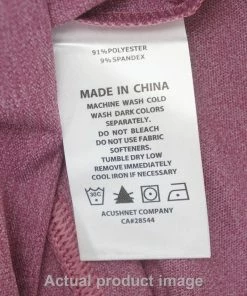 91% POLYESTER
9% SPANDEX
MADE IN CHINA
MACHINE WASH COLD
WASH DARK COLORS
SEPARATELY.
DO NOT BLEACH
DO NOT USE FABRIC
SOFTENERS.
TUMBLE DRY LOW
REMOVE IMMEDIATELY
COOL IRON IF NECESSARY
30C
ACUSHNET COMPANY
CA#28544
Actual product image